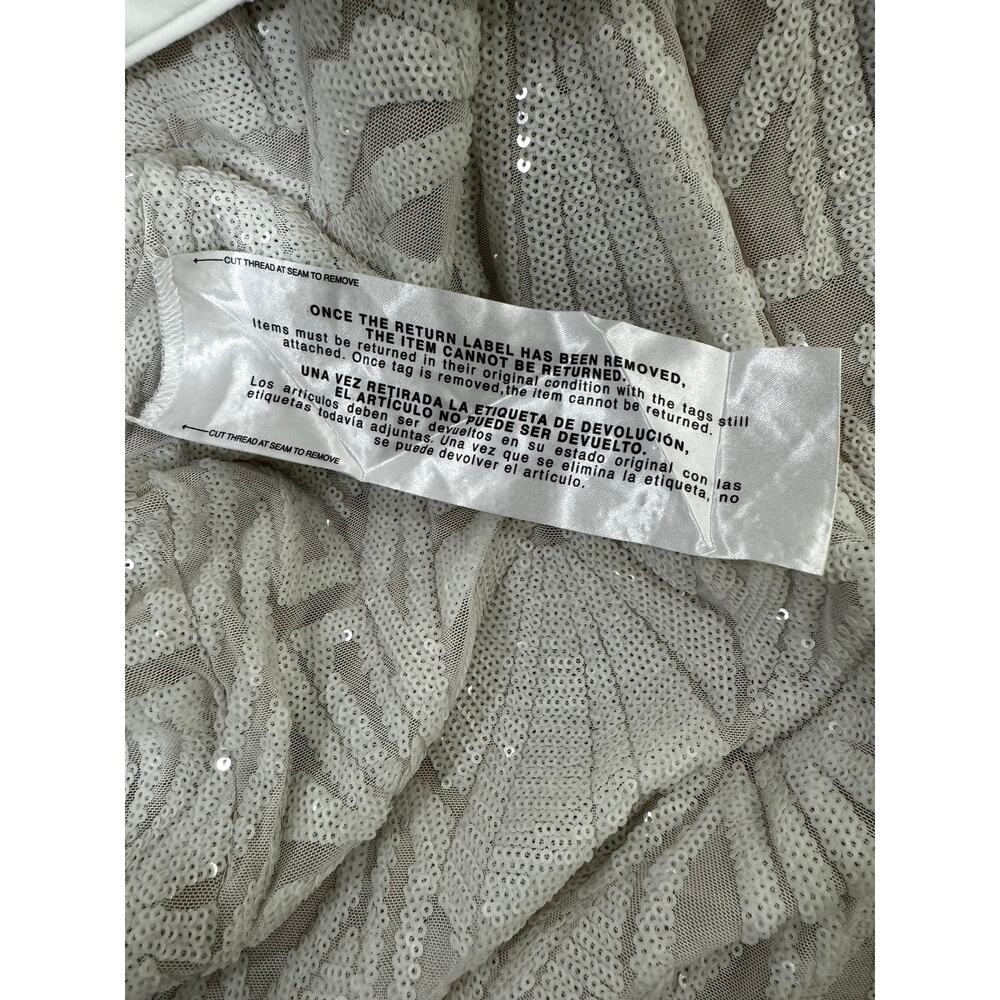 CUT THREAD AT SEAM TO REMOVE
ONCE THE RETURN LABEL HAS BEEN REMOVED,
THE ITEM CANNOT BE RETURNED.
Items must be returned in their original condition with the tags still
attached. Once tag is removed, the item cannot be returned.
UNA VEZ RETIRADA LA ETIQUETA DE DEVOLUCIÓN,
EL ARTÍCULO NO PUEDE SER DEVUELTO.
Los artículos deben ser devueltos en su estado original con las
etiquetas todavía adjuntas. Una vez que se elimina la etiqueta, no
se puede devolver el artículo.
CUT THREAD AT SEAM TO REMOVE